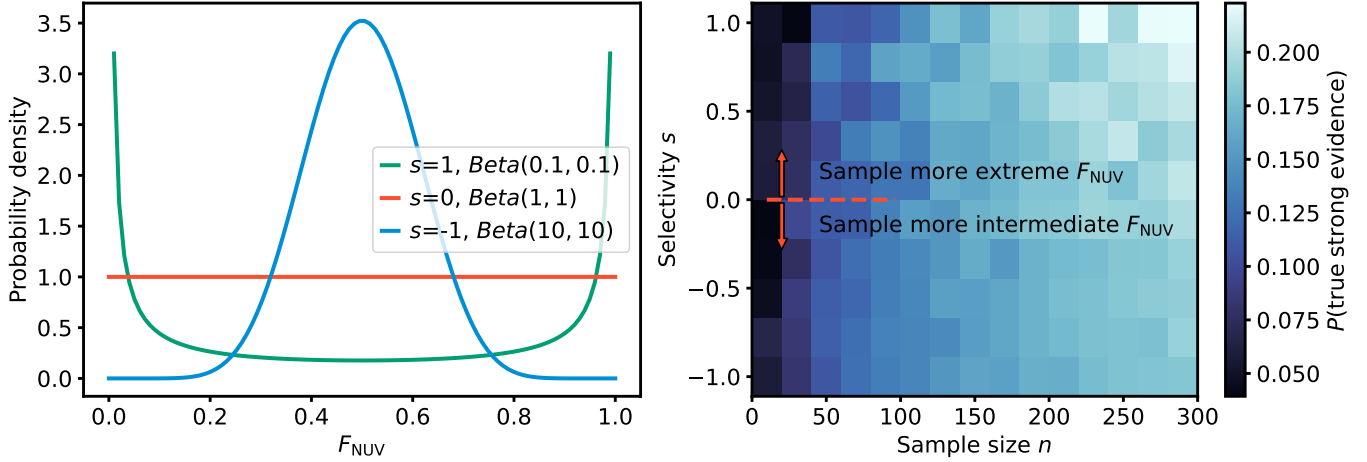 Probability density
3.5
3.0
2.5
2.0
1.5
1.0
0.5
0.0
s=1, Beta(0.1, 0.1)
s=0, Beta(1, 1)
s=-1, Beta(10, 10)
0.0 0.2 0.4 0.6 0.8 1.0
F_NUV
Selectivity s
1.0
0.5
0.0
−0.5
−1.0
Sample more extreme F_NUV
Sample more intermediate F_NUV
0 50 100 150 200 250 300
Sample size n
0.200
0.175
0.150
0.125
0.100
0.075
0.050
P(true strong evidence)